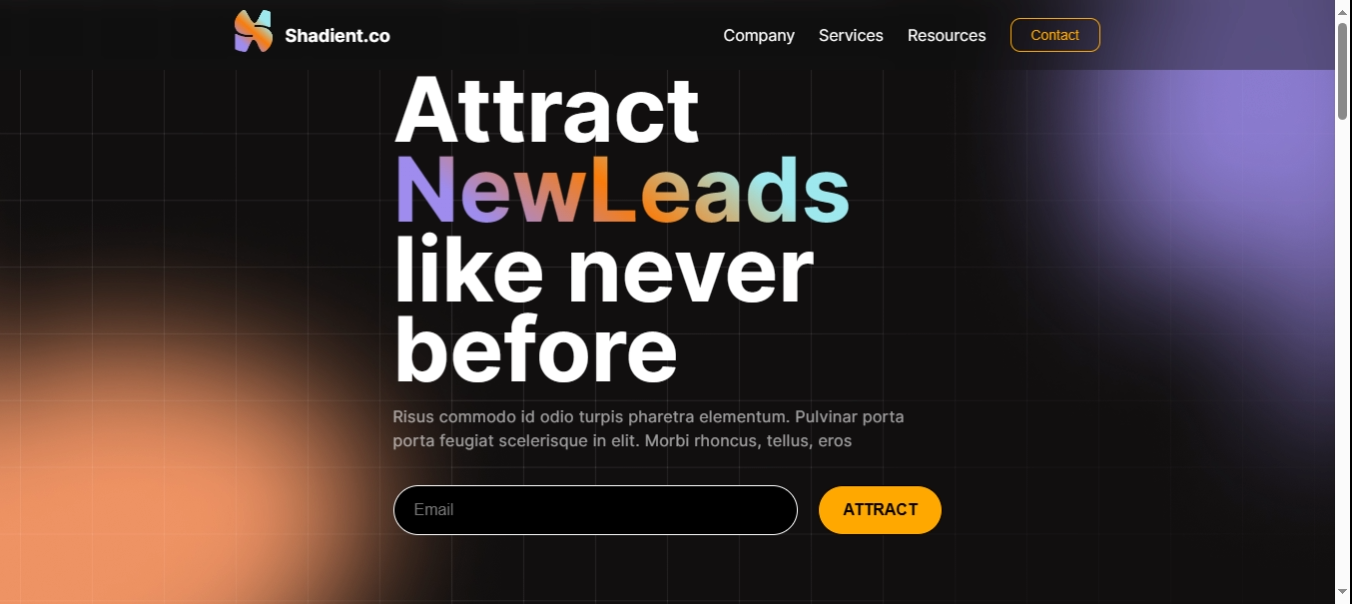 Shadient.co
Company Services Resources Contact
Attract
NewLeads
like never
before
Risus commodo id odio turpis pharetra elementum. Pulvinar porta
porta feugiat scelerisque in elit. Morbi rhoncus, tellus, eros
Email
ATTRACT